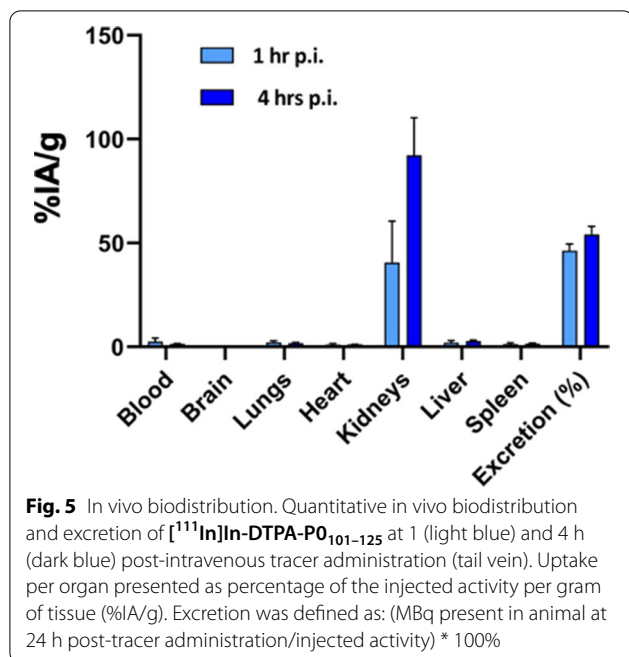 150
100
50
0
%IA/g
1 hr p.i.
4 hrs p.i.
Blood
Brain
Lungs
Heart
Kidneys
Liver
Spleen
Excretion (%)
Fig. 5 In vivo biodistribution. Quantitative in vivo biodistribution
and excretion of [¹¹¹In]In-DTPA-P0₁₀₁₋₁₂₅ at 1 (light blue) and 4 h
(dark blue) post-intravenous tracer administration (tail vein). Uptake
per organ presented as percentage of the injected activity per gram
of tissue (%IA/g). Excretion was defined as: (MBq present in animal at
24 h post-tracer administration/injected activity) * 100%